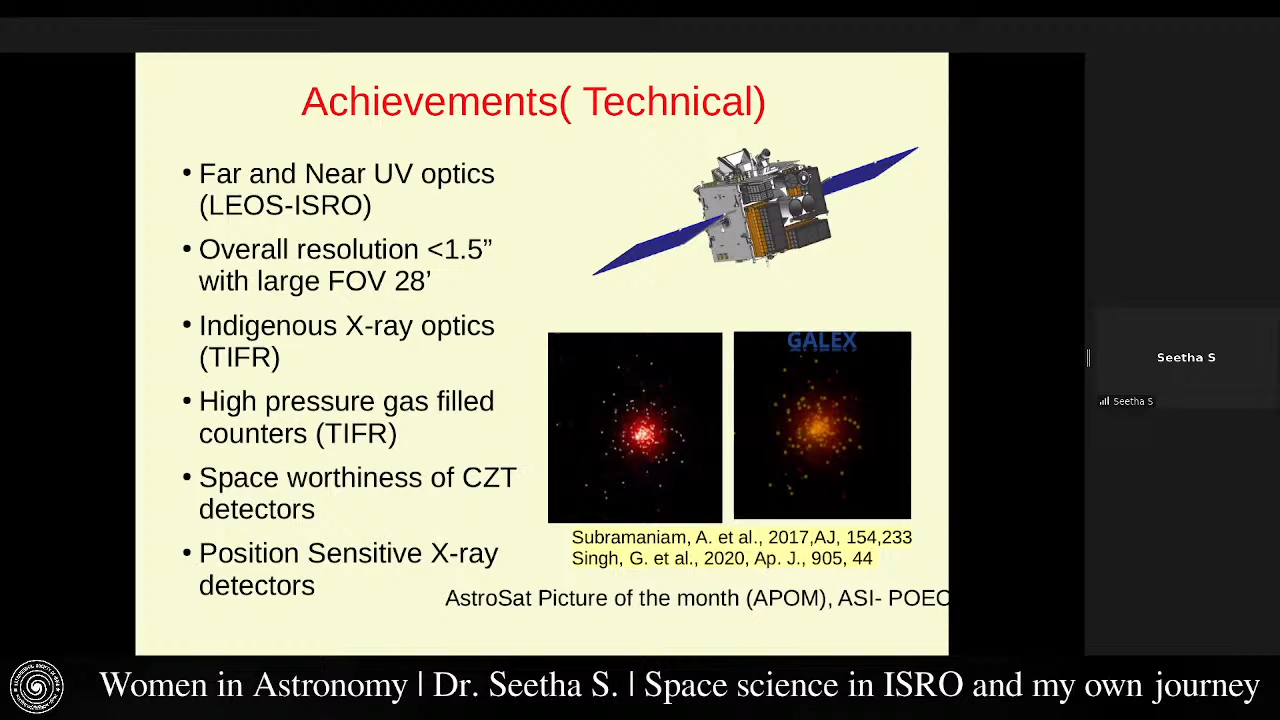 Achievements( Technical)
• Far and Near UV optics
(LEOS-ISRO)
• Overall resolution <1.5”
with large FOV 28’
• Indigenous X-ray optics
(TIFR)
• High pressure gas filled
counters (TIFR)
• Space worthiness of CZT
detectors
• Position Sensitive X-ray
detectors
GALEX
Subramaniam, A. et al., 2017,AJ, 154,233
Singh, G. et al., 2020, Ap. J., 905, 44
AstroSat Picture of the month (APOM), ASI- POEC
Seetha S
Seetha S
Women in Astronomy | Dr. Seetha S. | Space science in ISRO and my own journey